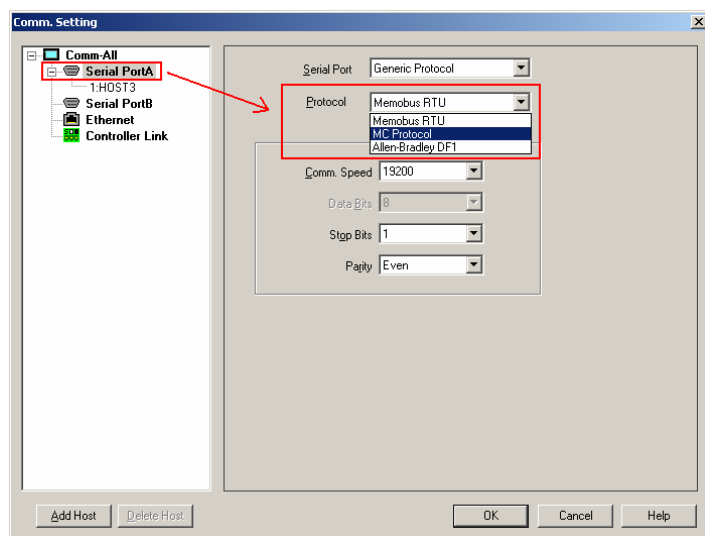 Comm. Setting
Comm-All
Serial PortA
1:HOST3
Serial PortB
Ethernet
Controller Link
Serial Port Generic Protocol
Protocol Memobus RTU
Memobus RTU
MC Protocol
Allen-Bradley DF1
Comm. Speed 19200
Data Bits 8
Stop Bits 1
Parity Even
Add Host Delete Host OK Cancel Help